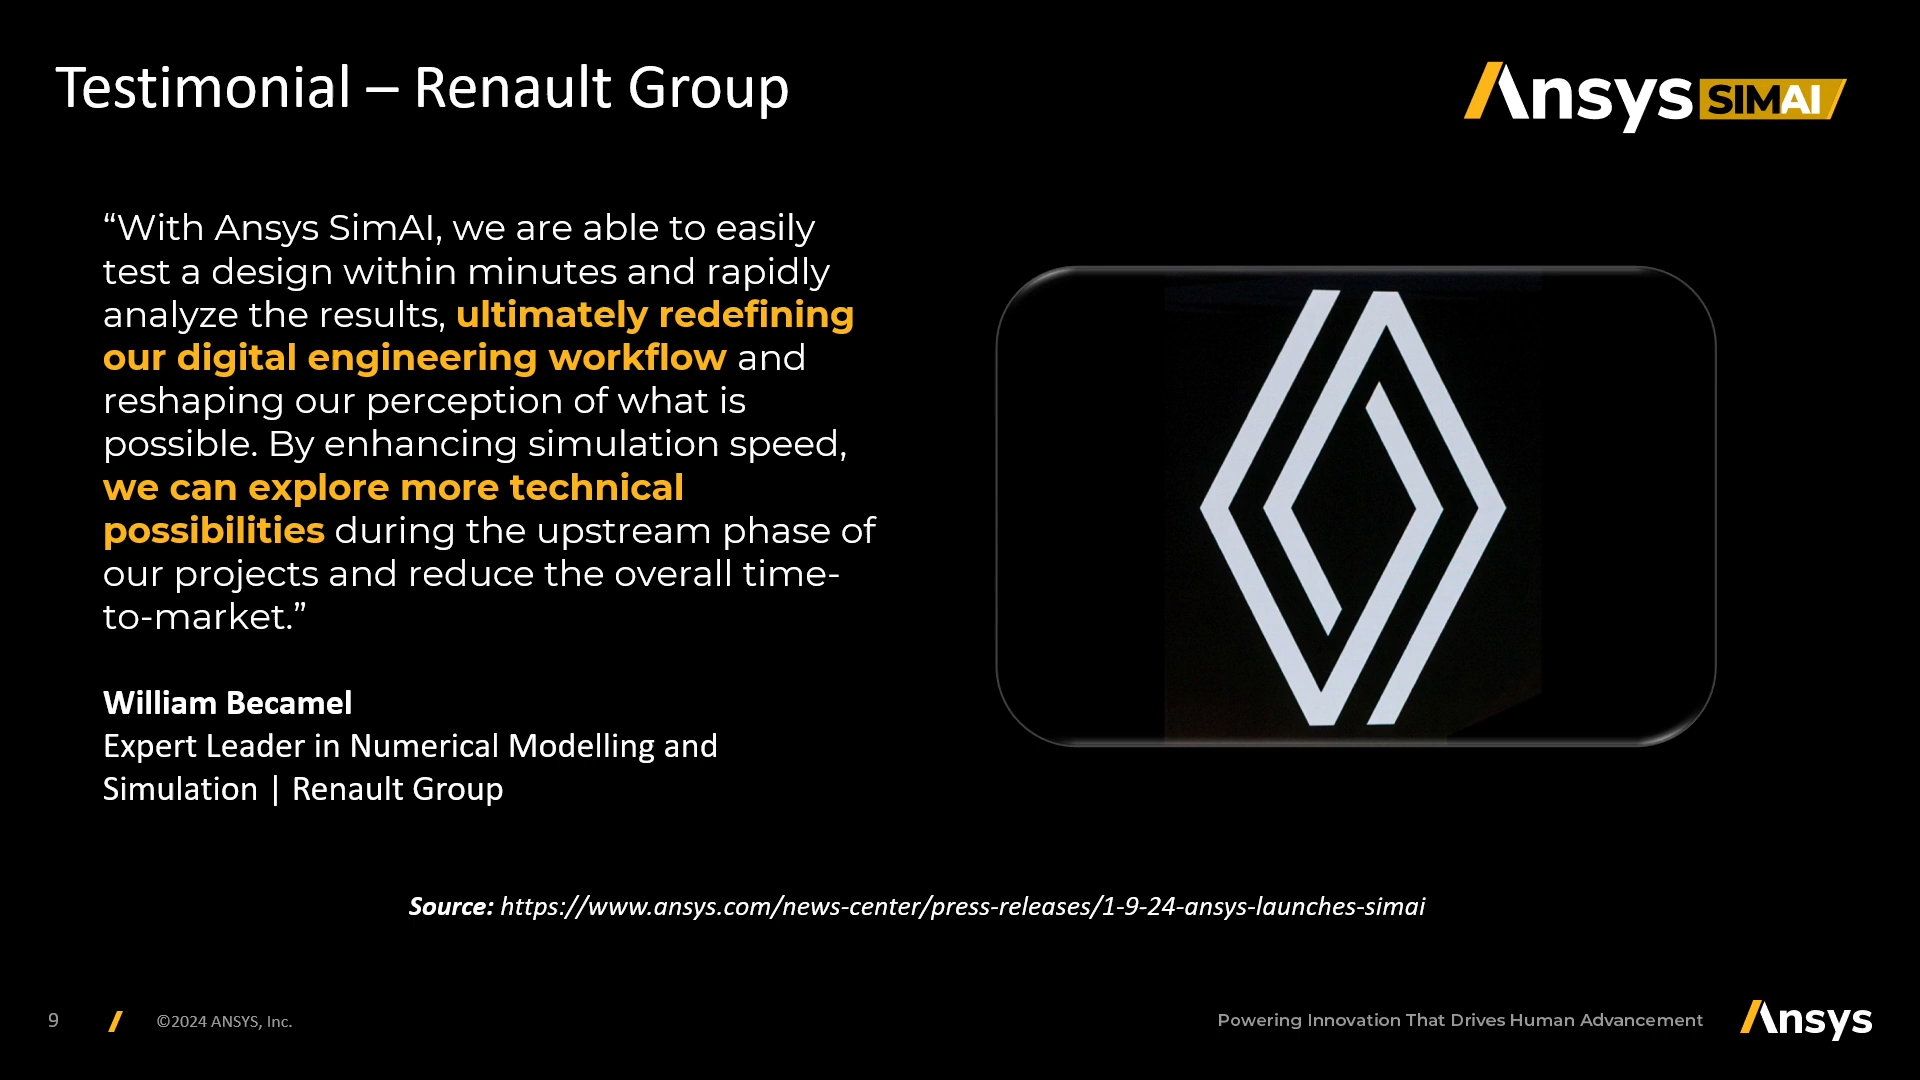 Testimonial – Renault Group
Ansys SIMAI
“With Ansys SimAI, we are able to easily
test a design within minutes and rapidly
analyze the results, ultimately redefining
our digital engineering workflow and
reshaping our perception of what is
possible. By enhancing simulation speed,
we can explore more technical
possibilities during the upstream phase of
our projects and reduce the overall time-
to-market.”
William Becamel
Expert Leader in Numerical Modelling and
Simulation | Renault Group
Source: https://www.ansys.com/news-center/press-releases/1-9-24-ansys-launches-simai
9
©2024 ANSYS, Inc.
Powering Innovation That Drives Human Advancement
Ansys